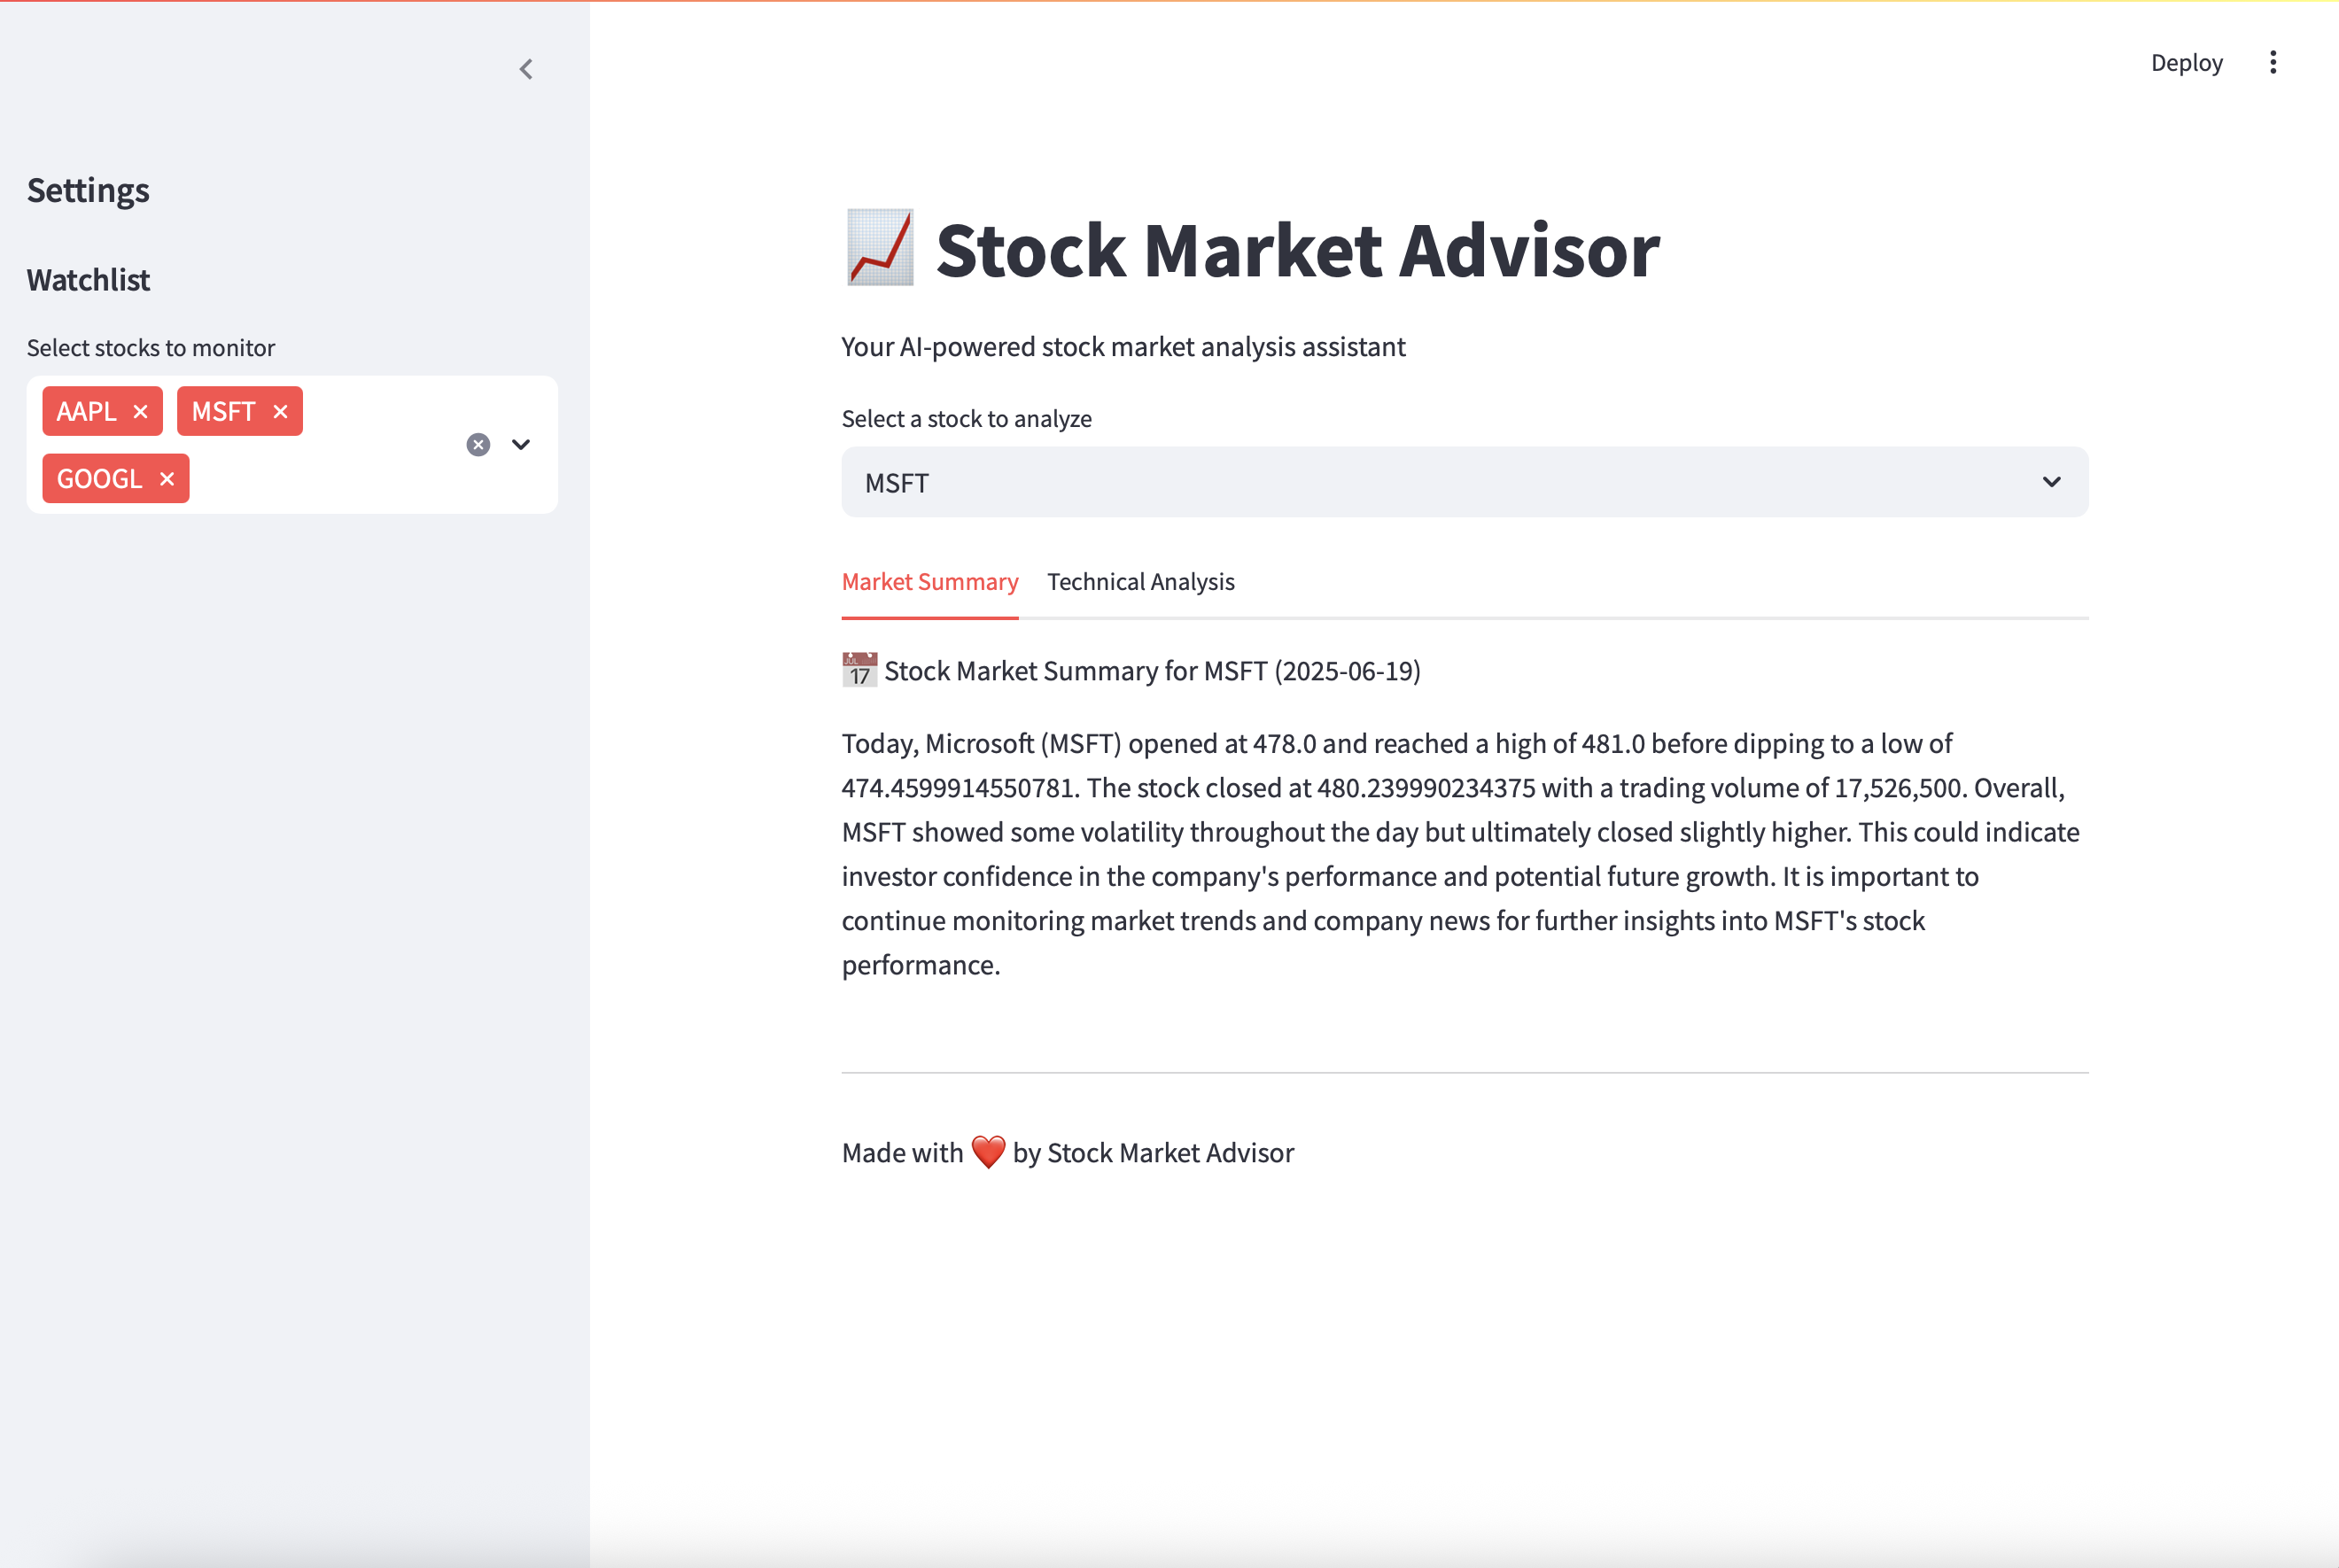 Deploy
Settings
Watchlist
Select stocks to monitor
AAPL
MSFT
GOOGL
Stock Market Advisor
Your AI-powered stock market analysis assistant
Select a stock to analyze
MSFT
Market Summary
Technical Analysis
JUL
17
Stock Market Summary for MSFT (2025-06-19)
Today, Microsoft (MSFT) opened at 478.0 and reached a high of 481.0 before dipping to a low of
474.4599914550781. The stock closed at 480.239990234375 with a trading volume of 17,526,500. Overall,
MSFT showed some volatility throughout the day but ultimately closed slightly higher. This could indicate
investor confidence in the company's performance and potential future growth. It is important to
continue monitoring market trends and company news for further insights into MSFT's stock
performance.
Made with ❤️ by Stock Market Advisor